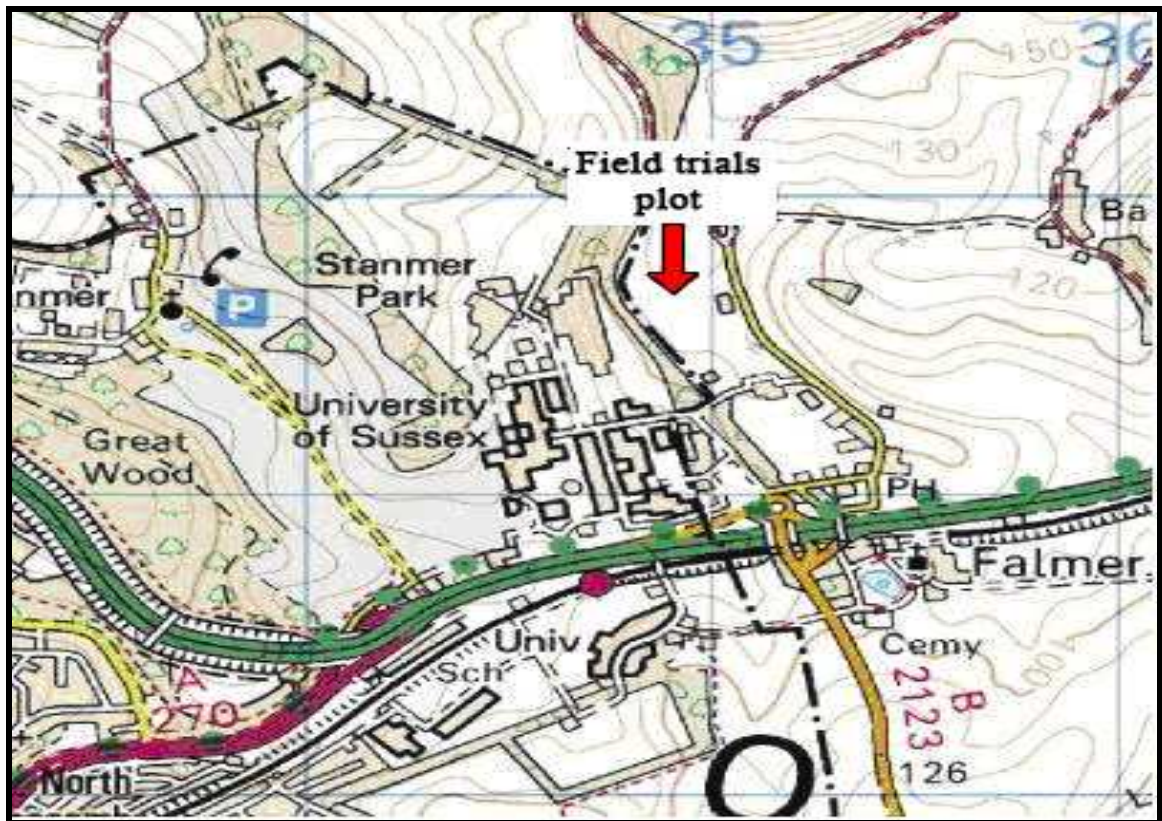 35
36
150
130
Field trials
plot
Ba
120
Stanmer
Park
nmer
P
University
of Sussex
Great
Wood
PH
Falmer
Univ
Sch
Cemy
100
A
270
B
2123
126
North
O